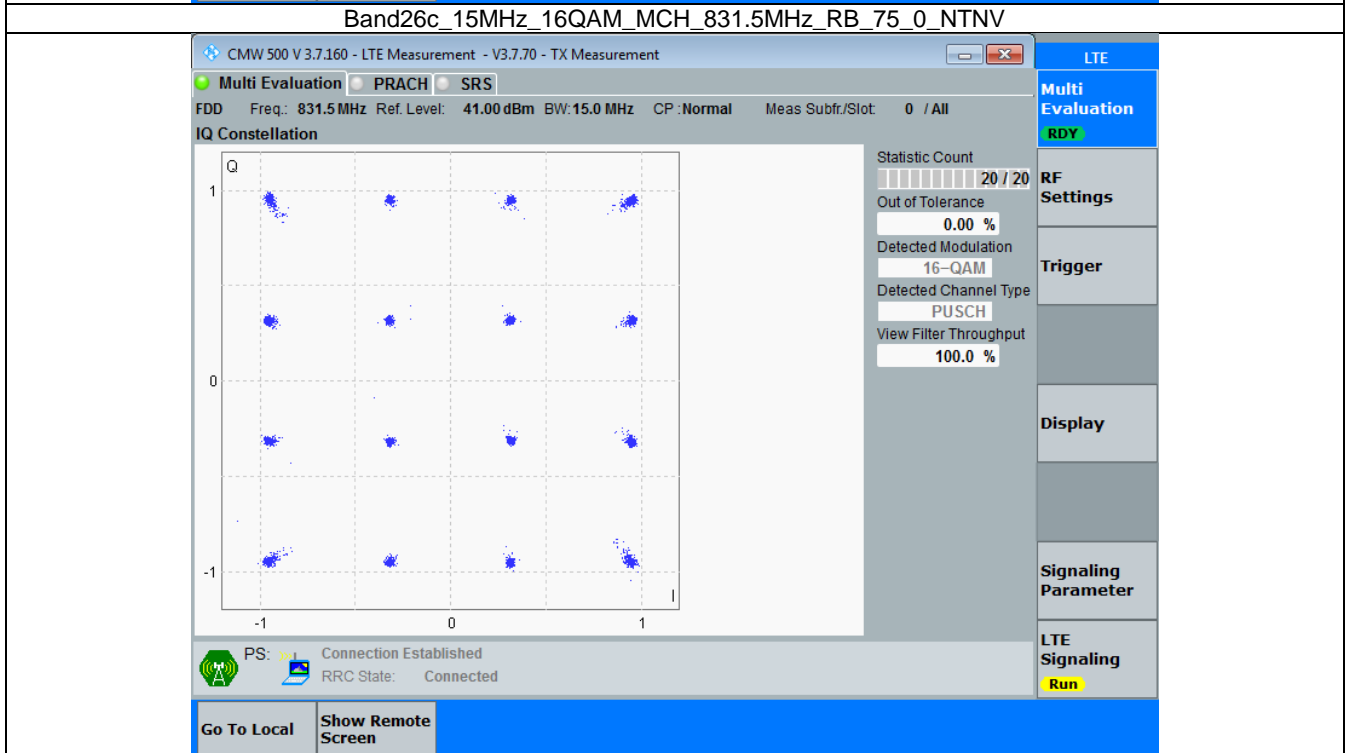 Band26c_15MHz_16QAM_MCH_831.5MHz_RB_75_0_NTNV
CMW 500 V 3.7.160 - LTE Measurement - V3.7.70 - TX Measurement
LTE
Multi Evaluation PRACH SRS
FDD Freq.: 831.5 MHz Ref. Level: 41.00 dBm BW: 15.0 MHz CP : Normal Meas Subfr./Slot: 0 / All
IQ Constellation
Q
1
0
-1
-1 0 1
I
Statistic Count
20 / 20
Out of Tolerance
0.00 %
Detected Modulation
16-QAM
Detected Channel Type
PUSCH
View Filter Throughput
100.0 %
Multi
Evaluation
RDY
RF
Settings
Trigger
Display
Signaling
Parameter
LTE
Signaling
Run
PS: Connection Established
RRC State: Connected
Go To Local
Show Remote
Screen